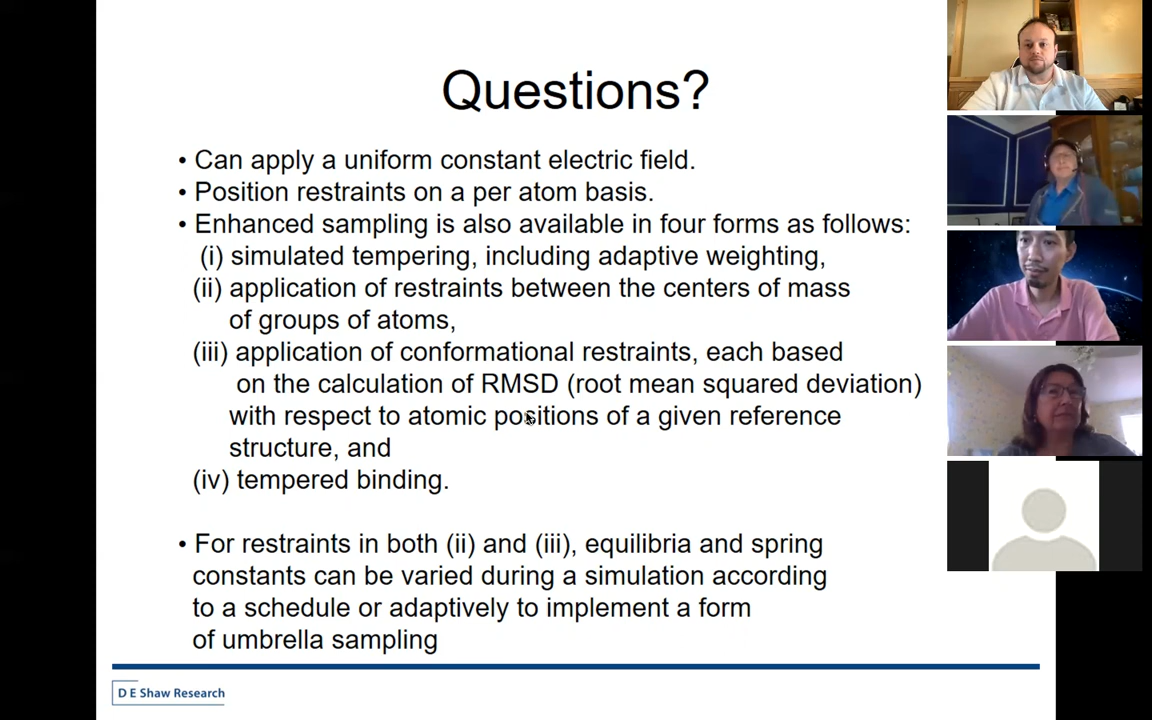 Questions?
• Can apply a uniform constant electric field.
• Position restraints on a per atom basis.
• Enhanced sampling is also available in four forms as follows:
(i) simulated tempering, including adaptive weighting,
(ii) application of restraints between the centers of mass
of groups of atoms,
(iii) application of conformational restraints, each based
on the calculation of RMSD (root mean squared deviation)
with respect to atomic positions of a given reference
structure, and
(iv) tempered binding.
• For restraints in both (ii) and (iii), equilibria and spring
constants can be varied during a simulation according
to a schedule or adaptively to implement a form
of umbrella sampling
D E Shaw Research